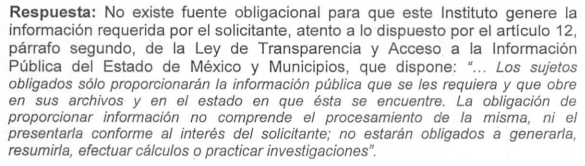 Respuesta: No existe fuente obligacional para que este Instituto genere la
información requerida por el solicitante, atento a lo dispuesto por el artículo 12,
párrafo segundo, de la Ley de Transparencia y Acceso a la Información
Pública del Estado de México y Municipios, que dispone: “... Los sujetos
obligados sólo proporcionarán la información pública que se les requiera y que obre
en sus archivos y en el estado en que ésta se encuentre. La obligación de
proporcionar información no comprende el procesamiento de la misma, ni el
presentarla conforme al interés del solicitante; no estarán obligados a generarla,
resumirla, efectuar cálculos o practicar investigaciones”.